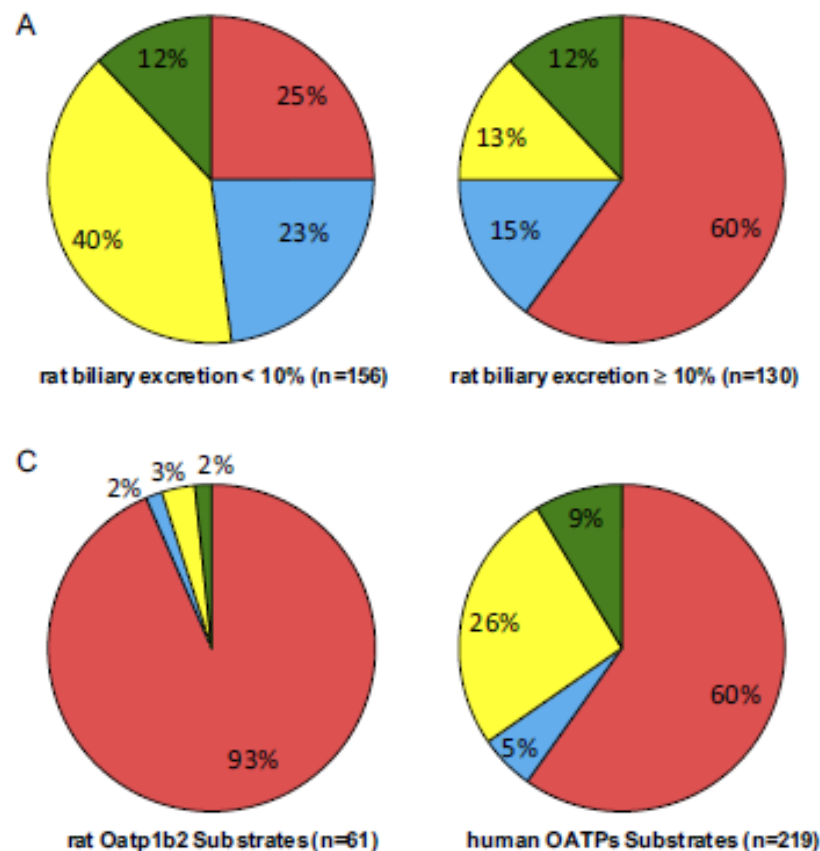 A
12%
25%
40%
23%
rat biliary excretion < 10% (n=156)
12%
13%
15%
60%
rat biliary excretion ≥ 10% (n=130)
C
2%
3%
2%
93%
rat Oatp1b2 Substrates (n=61)
9%
26%
60%
5%
human OATPs Substrates (n=219)